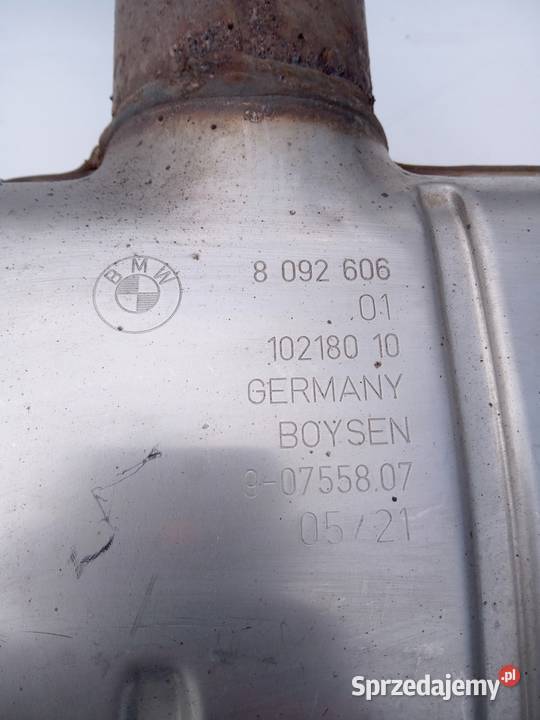 BMW
8 092 606
01
102180 10
GERMANY
BOYSEN
9-07558.07
05/21
Sprzedajemy.pl